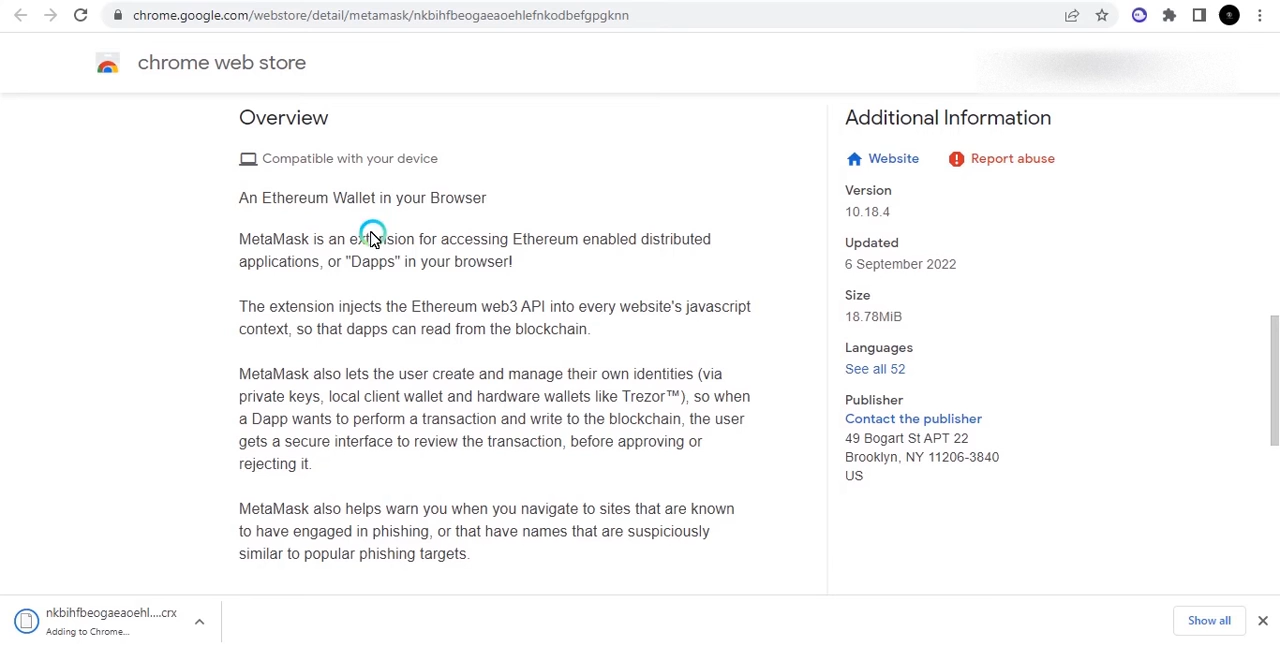 chrome.google.com/webstore/detail/metamask/nkbihfbeogaeaoehlefnkodbefgpgknn
chrome web store
Overview
Compatible with your device
An Ethereum Wallet in your Browser
MetaMask is an extension for accessing Ethereum enabled distributed
applications, or "Dapps" in your browser!
The extension injects the Ethereum web3 API into every website's javascript
context, so that dapps can read from the blockchain.
MetaMask also lets the user create and manage their own identities (via
private keys, local client wallet and hardware wallets like Trezor™), so when
a Dapp wants to perform a transaction and write to the blockchain, the user
gets a secure interface to review the transaction, before approving or
rejecting it.
MetaMask also helps warn you when you navigate to sites that are known
to have engaged in phishing, or that have names that are suspiciously
similar to popular phishing targets.
Additional Information
Website
Report abuse
Version
10.18.4
Updated
6 September 2022
Size
18.78MiB
Languages
See all 52
Publisher
Contact the publisher
49 Bogart St APT 22
Brooklyn, NY 11206-3840
US
nkbihfbeogaeaoehl....crx
Adding to Chrome...
Show all